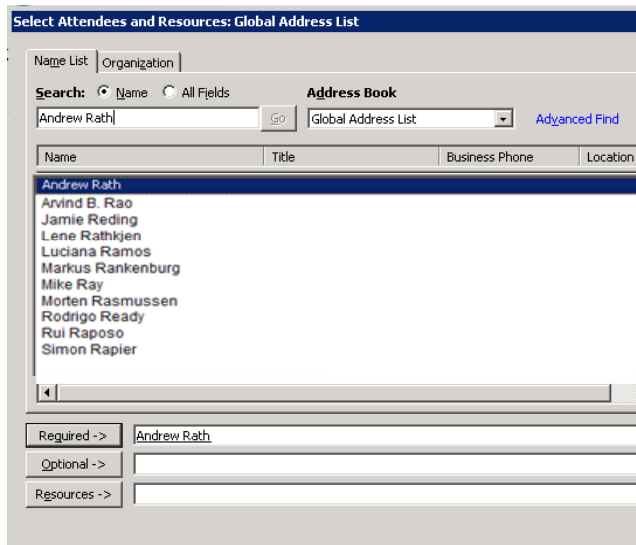 Select Attendees and Resources: Global Address List
Name List Organization
Search: Name All Fields Address Book
Andrew Rath Go Global Address List Advanced Find
Name Title Business Phone Location
Andrew Rath
Arvind B. Rao
Jamie Reding
Lene Rathkjen
Luciana Ramos
Markus Rankenburg
Mike Ray
Morten Rasmussen
Rodrigo Ready
Rui Raposo
Simon Rapier
Required -> Andrew Rath
Optional ->
Resources ->